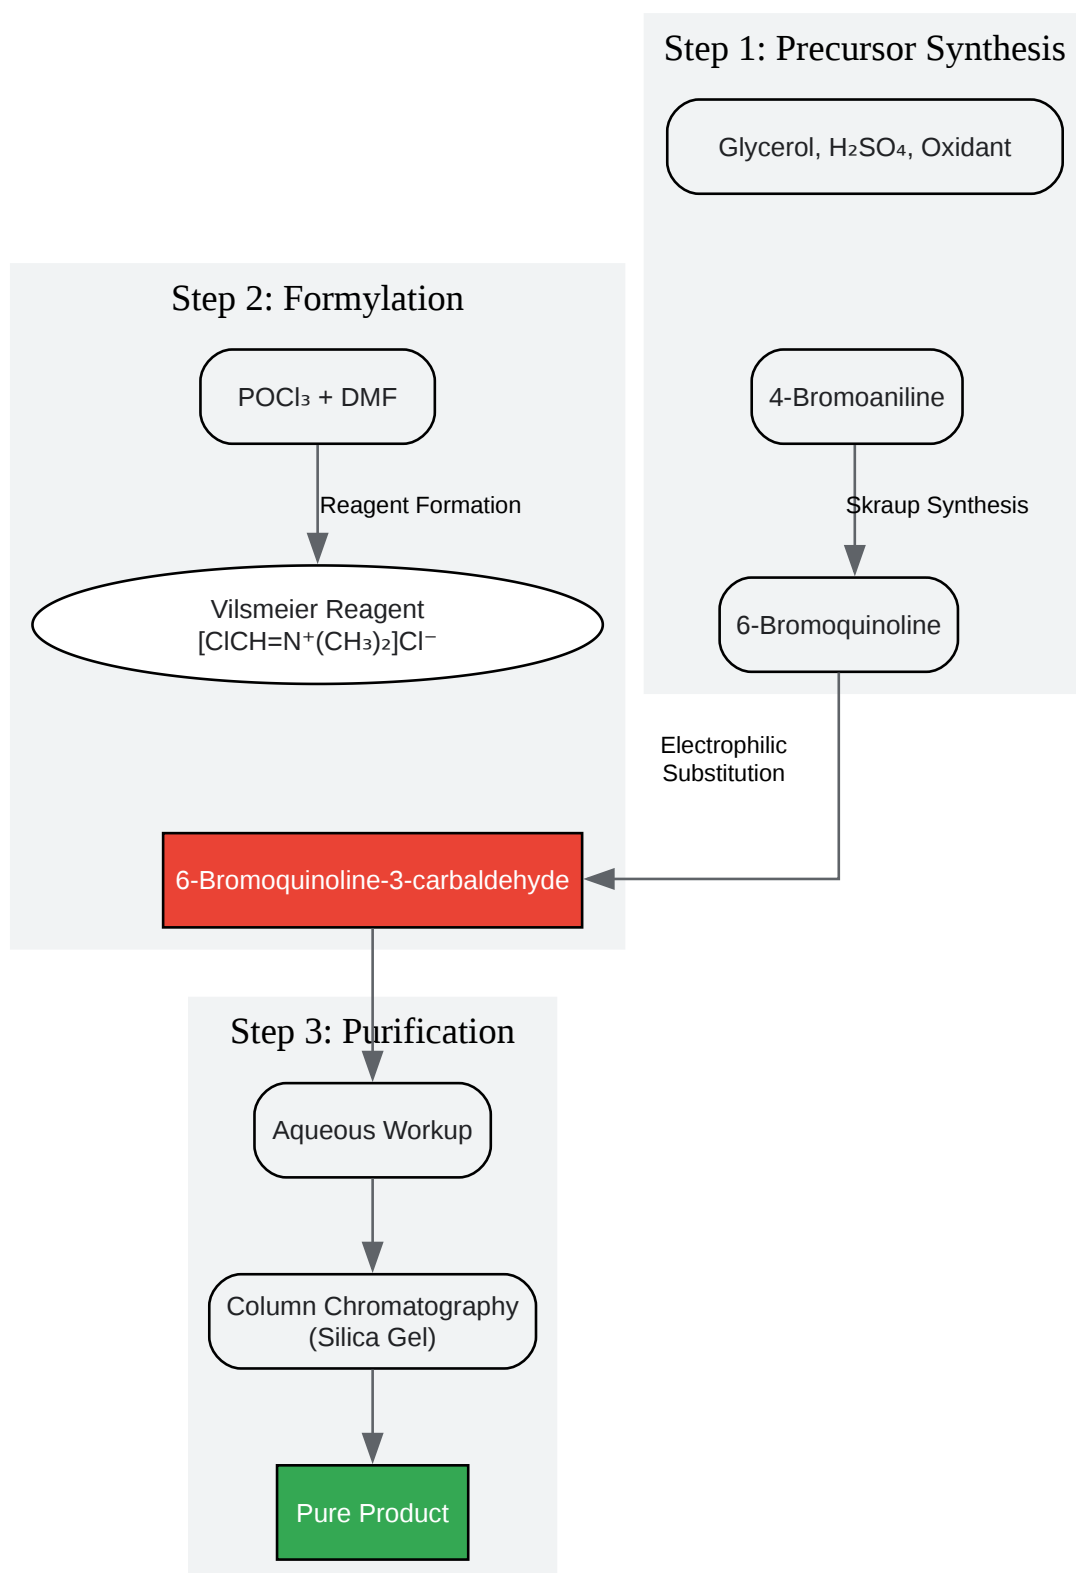 Step 1: Precursor Synthesis
Glycerol, H₂SO₄, Oxidant
4-Bromoaniline
Skraup Synthesis
6-Bromoquinoline
Step 2: Formylation
POCl₃ + DMF
Reagent Formation
Vilsmeier Reagent
[ClCH=N⁺(CH₃)₂]Cl⁻
Electrophilic
Substitution
6-Bromoquinoline-3-carbaldehyde
Step 3: Purification
Aqueous Workup
Column Chromatography
(Silica Gel)
Pure Product